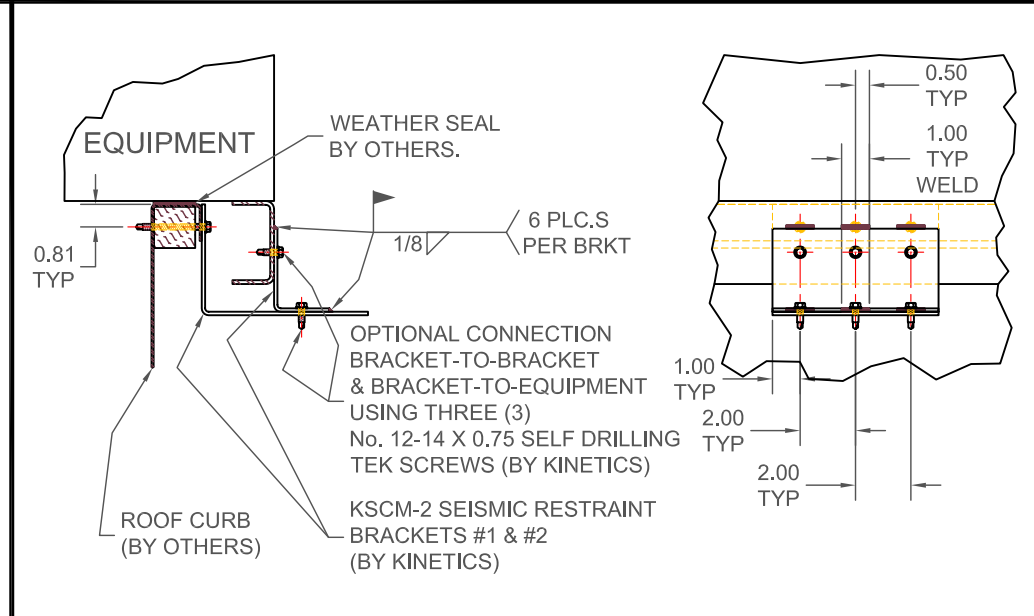 EQUIPMENT
WEATHER SEAL
BY OTHERS.
0.81
TYP
1/8
6 PLC.S
PER BRKT
OPTIONAL CONNECTION
BRACKET-TO-BRACKET
& BRACKET-TO-EQUIPMENT
USING THREE (3)
No. 12-14 X 0.75 SELF DRILLING
TEK SCREWS (BY KINETICS)
ROOF CURB
(BY OTHERS)
KSCM-2 SEISMIC RESTRAINT
BRACKETS #1 & #2
(BY KINETICS)
0.50
TYP
1.00
TYP
WELD
1.00
TYP
2.00
TYP
2.00
TYP